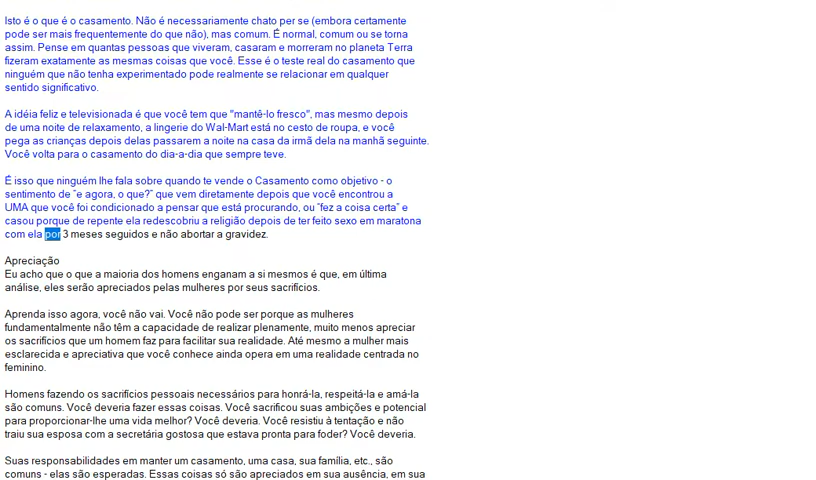 Isto é o que é o casamento. Não é necessariamente chato per se (embora certamente
pode ser mais frequentemente do que não), mas comum. É normal, comum ou se torna
assim. Pense em quantas pessoas que viveram, casaram e morreram no planeta Terra
fizeram exatamente as mesmas coisas que você. Esse é o teste real do casamento que
ninguém que não tenha experimentado pode realmente se relacionar em qualquer
sentido significativo.
A idéia feliz e televisionada é que você tem que "mantê-lo fresco", mas mesmo depois
de uma noite de relaxamento, a lingerie do Wal-Mart está no cesto de roupa, e você
pega as crianças depois delas passarem a noite na casa da irmã dela na manhã seguinte.
Você volta para o casamento do dia-a-dia que sempre teve.
É isso que ninguém lhe fala sobre quando te vende o Casamento como objetivo - o
sentimento de “e agora, o que?” que vem diretamente depois que você encontrou a
UMA que você foi condicionado a pensar que está procurando, ou “fez a coisa certa” e
casou porque de repente ela redescobriu a religião depois de ter feito sexo em maratona
com ela por 3 meses seguidos e não abortar a gravidez.
Apreciação
Eu acho que o que a maioria dos homens enganam a si mesmos é que, em última
análise, eles serão apreciados pelas mulheres por seus sacrifícios.
Aprenda isso agora, você não vai. Você não pode ser porque as mulheres
fundamentalmente não têm a capacidade de realizar plenamente, muito menos apreciar
os sacrifícios que um homem faz para facilitar sua realidade. Até mesmo a mulher mais
esclarecida e apreciativa que você conhece ainda opera em uma realidade centrada no
feminino.
Homens fazendo os sacrifícios pessoais necessários para honrá-la, respeitá-la e amá-la
são comuns. Você deveria fazer essas coisas. Você sacrificou suas ambições e potencial
para proporcionar-lhe uma vida melhor? Você deveria. Você resistiu à tentação e não
traiu sua esposa com a secretária gostosa que estava pronta para foder? Você deveria.
Suas responsabilidades em manter um casamento, uma casa, sua família, etc., são
comuns - elas são esperadas. Essas coisas só são apreciados em sua ausência, em sua